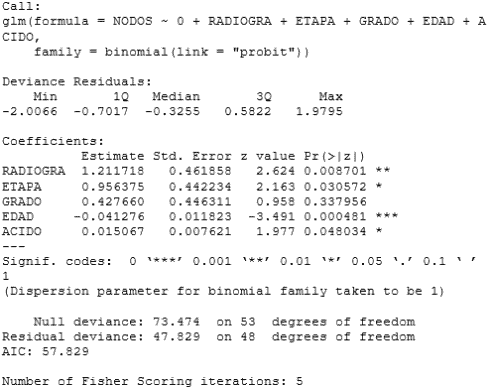 Call:
glm(formula = NODOS ~ 0 + RADIOGRA + ETAPA + GRADO + EDAD + A
CIDO,
    family = binomial(link = "probit"))
Deviance Residuals:
    Min       1Q   Median       3Q      Max
-2.0066  -0.7017  -0.3255   0.5822   1.9795
Coefficients:
          Estimate Std. Error z value Pr(>|z|)
RADIOGRA  1.211718   0.461858   2.624 0.008701 **
ETAPA     0.956375   0.442234   2.163 0.030572 *
GRADO     0.427660   0.446311   0.958 0.337956
EDAD     -0.041276   0.011823  -3.491 0.000481 ***
ACIDO     0.015067   0.007621   1.977 0.048034 *
---
Signif. codes:  0 ‘***’ 0.001 ‘**’ 0.01 ‘*’ 0.05 ‘.’ 0.1 ‘ ’
1
(Dispersion parameter for binomial family taken to be 1)
    Null deviance: 73.474  on 53  degrees of freedom
Residual deviance: 47.829  on 48  degrees of freedom
AIC: 57.829
Number of Fisher Scoring iterations: 5